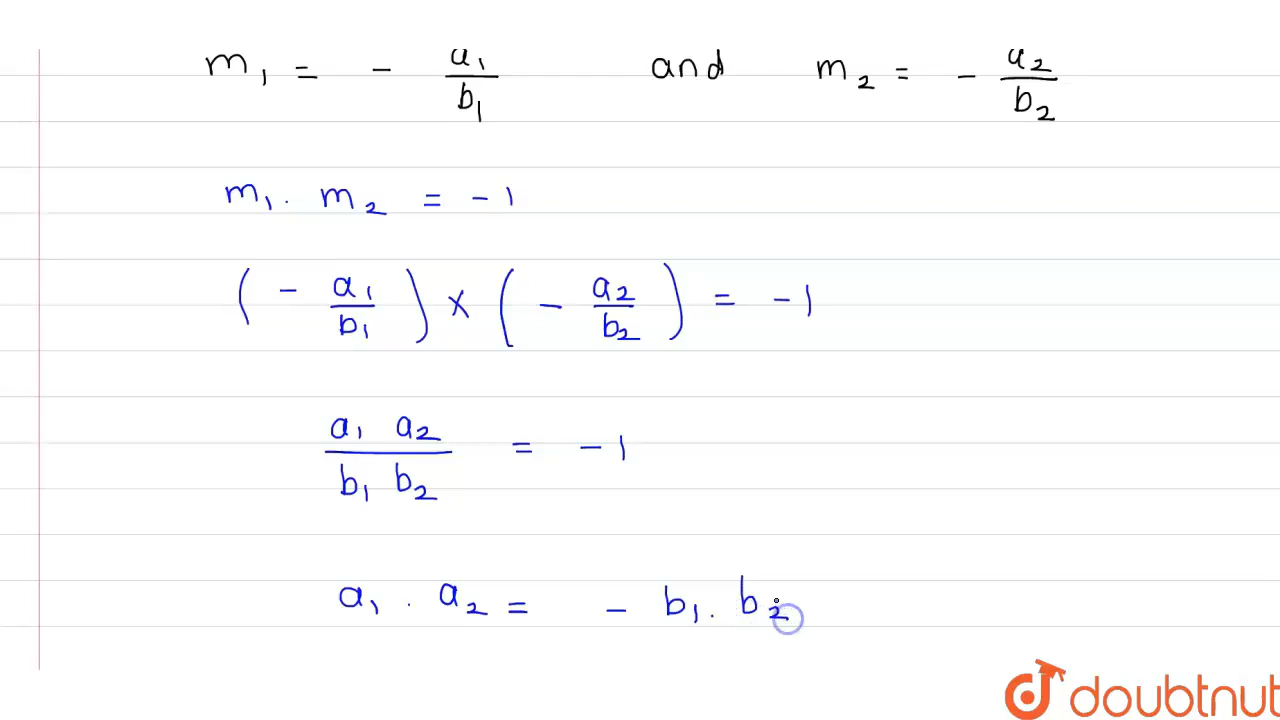 m₁ = - a₁/b₁ and m₂ = - a₂/b₂
m₁ . m₂ = -1
(- a₁/b₁) × (- a₂/b₂) = -1
a₁ a₂ / b₁ b₂ = -1
a₁ . a₂ = - b₁ . b₂
doubtnut